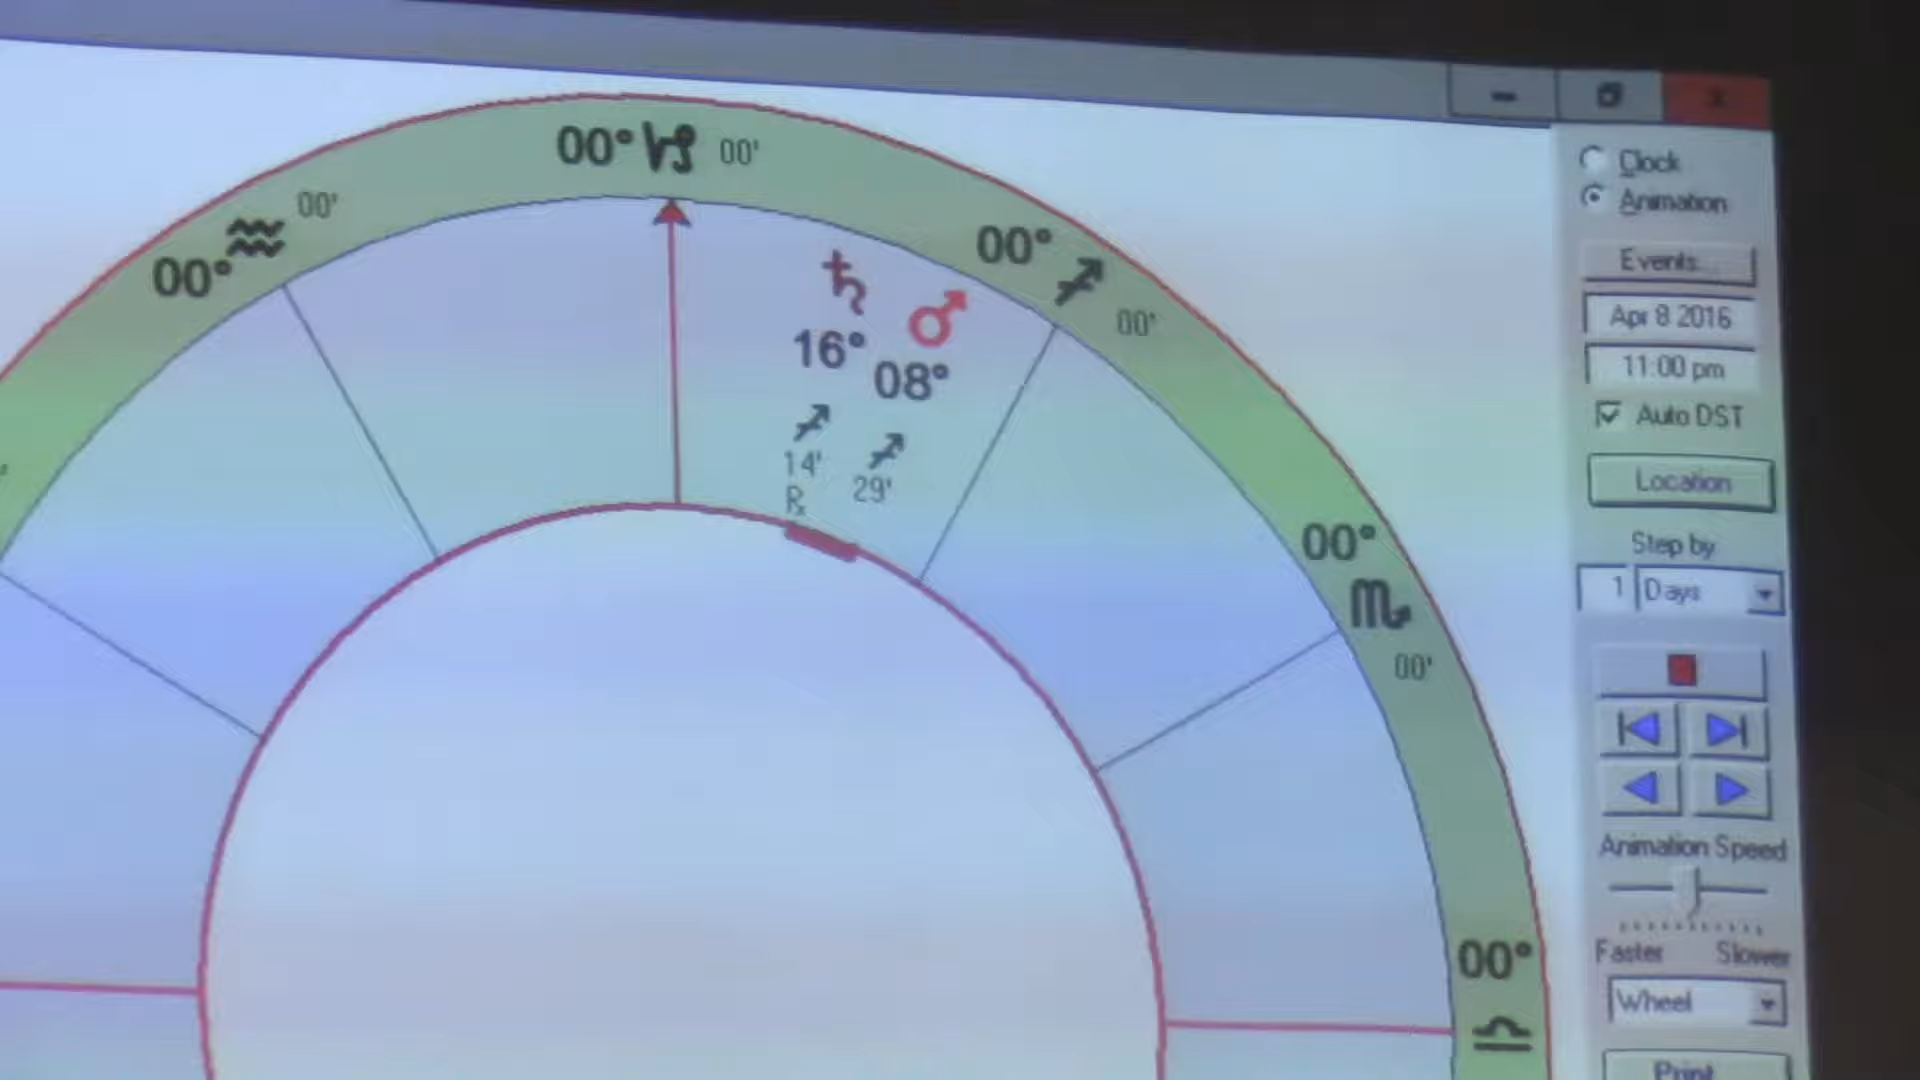 00° ♑ 00'
00° ♒ 00'
00° ♐ 00'
♄ ♂
16° 08°
♐ ♐
14' 29'
℞
00° ♏ 00'
00° ♎
Clock
Animation
Events...
Apr 8 2016
11:00 pm
Auto DST
Location
Step by
1 Days
Animation Speed
Faster Slower
Wheel
Print